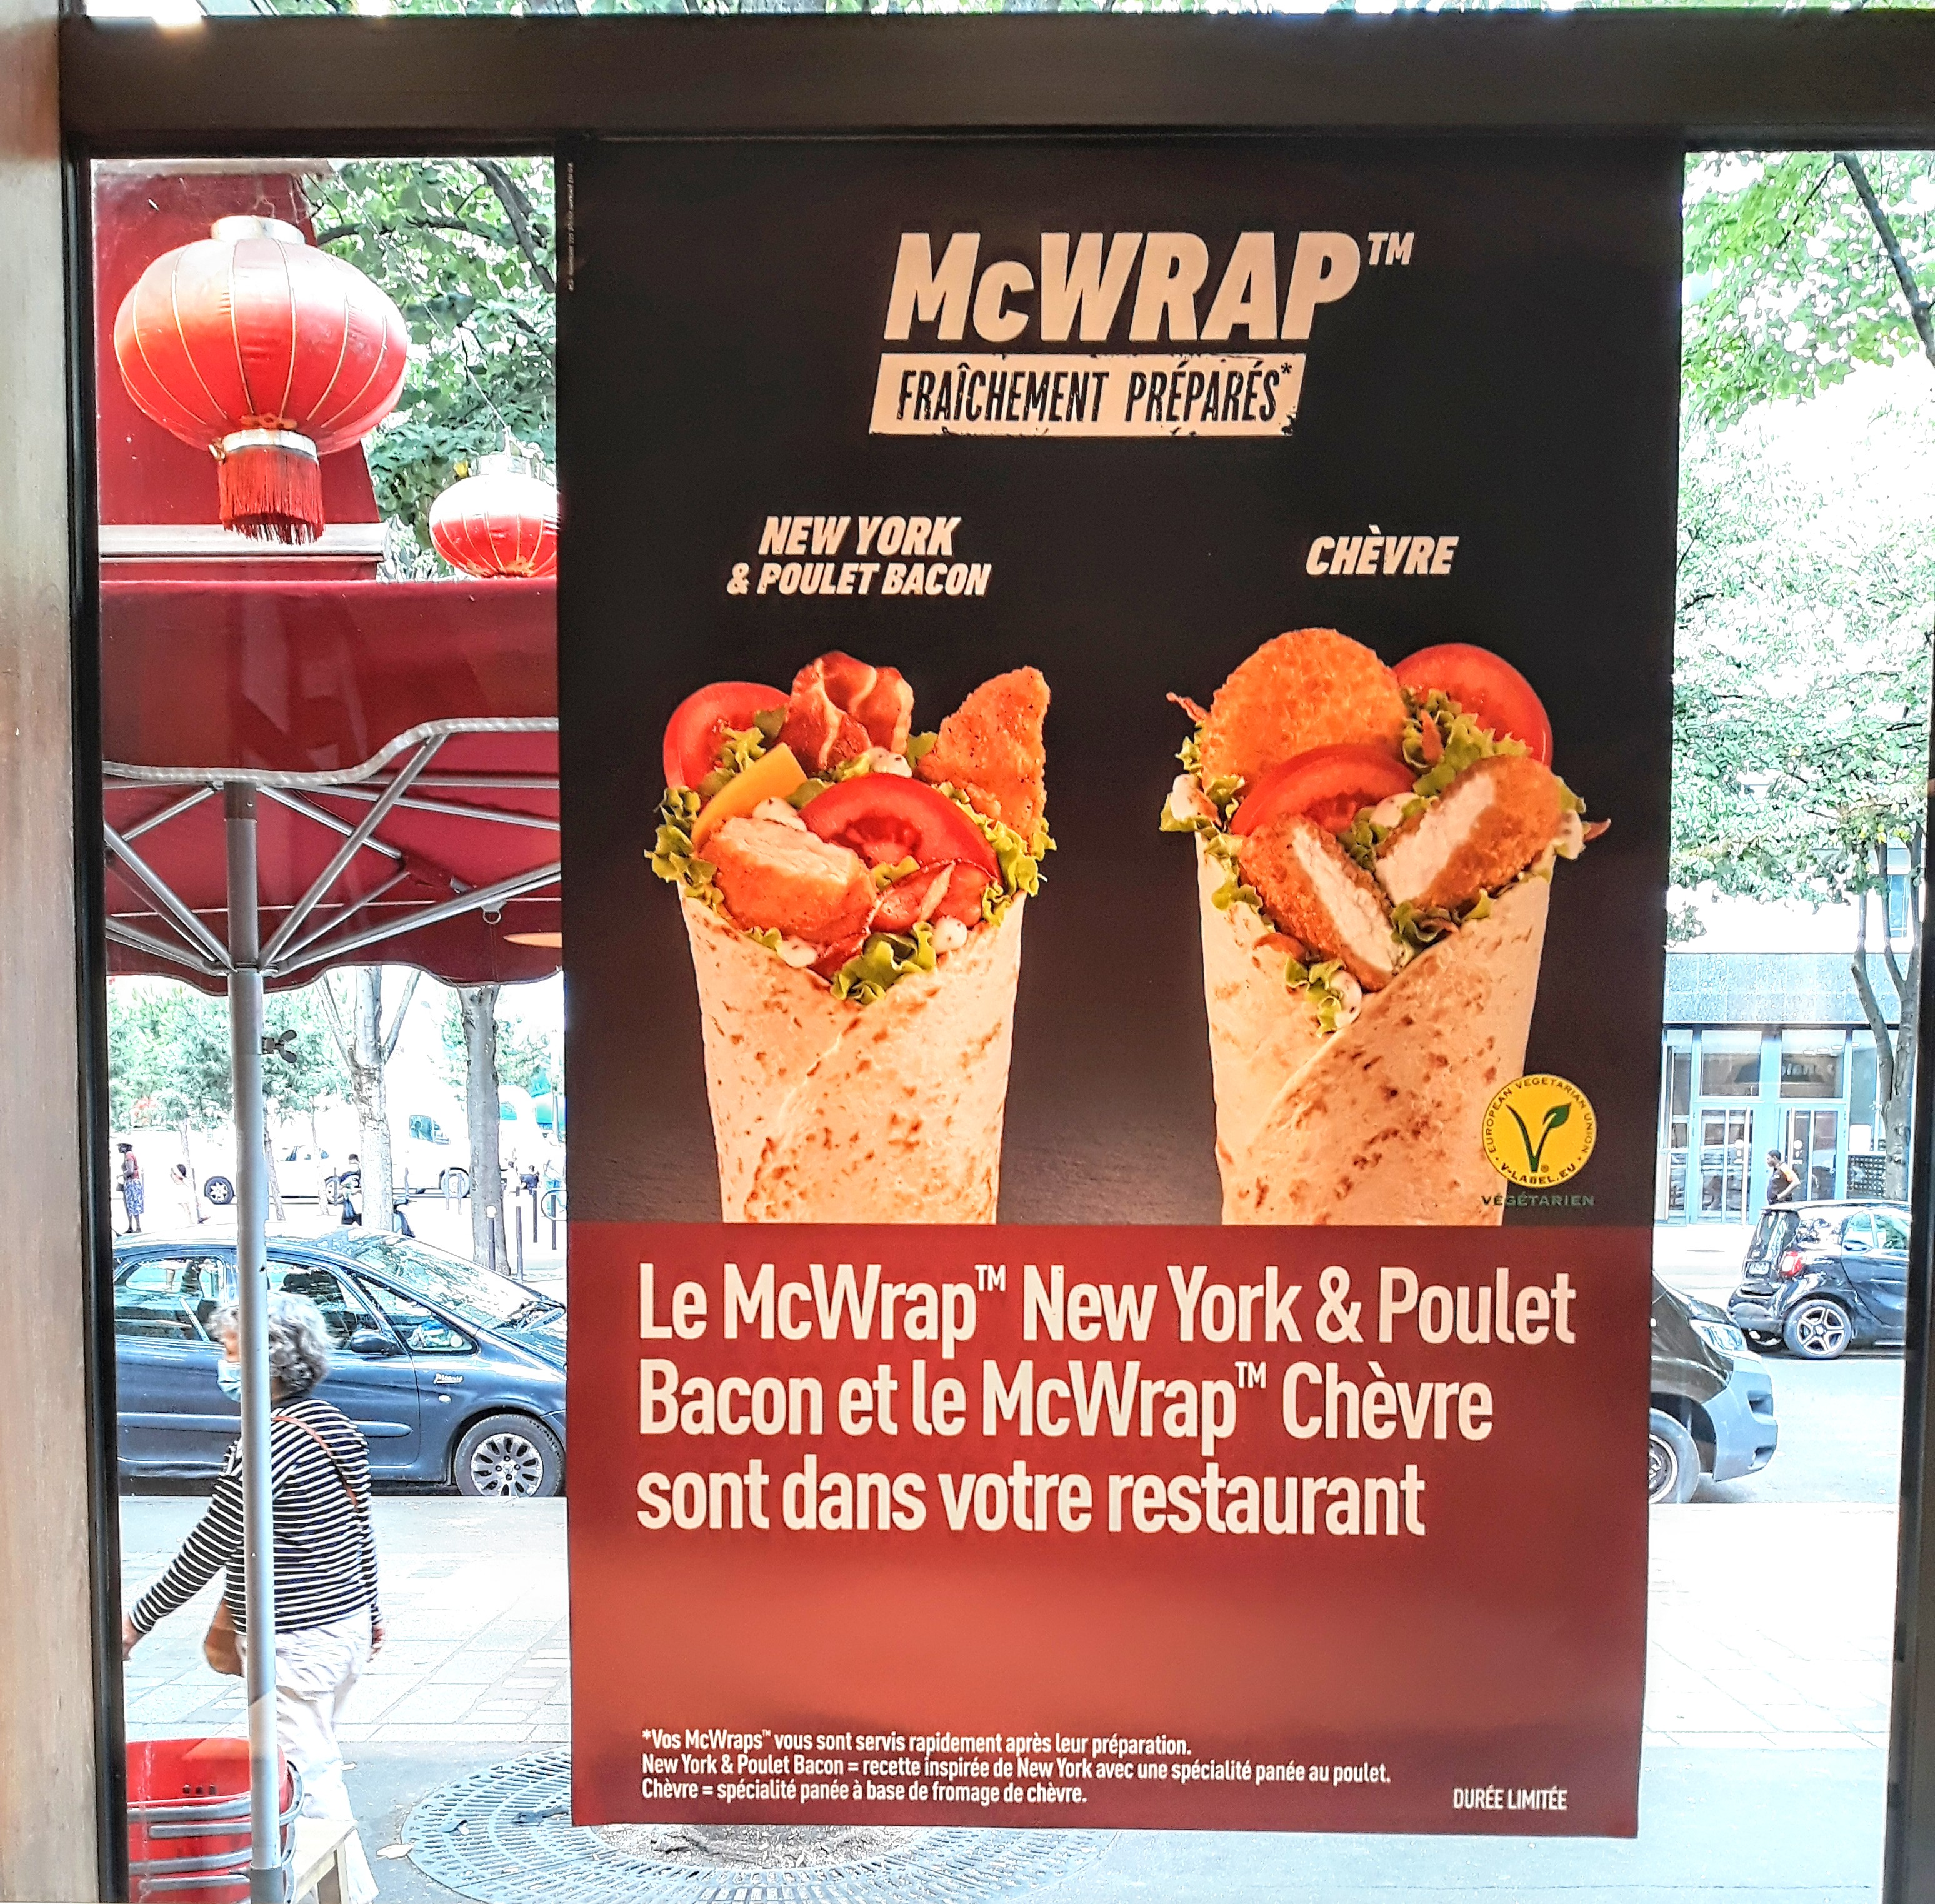 McWRAP™
FRAÎCHEMENT PRÉPARÉS*
NEW YORK
& POULET BACON
CHÈVRE
EUROPEAN VEGETARIAN UNION
V-LABEL.EU
®
VÉGÉTARIEN
Le McWrap™ New York & Poulet
Bacon et le McWrap™ Chèvre
sont dans votre restaurant
*Vos McWraps™ vous sont servis rapidement après leur préparation.
New York & Poulet Bacon = recette inspirée de New York avec une spécialité panée au poulet.
Chèvre = spécialité panée à base de fromage de chèvre.
DURÉE LIMITÉE
Picasso